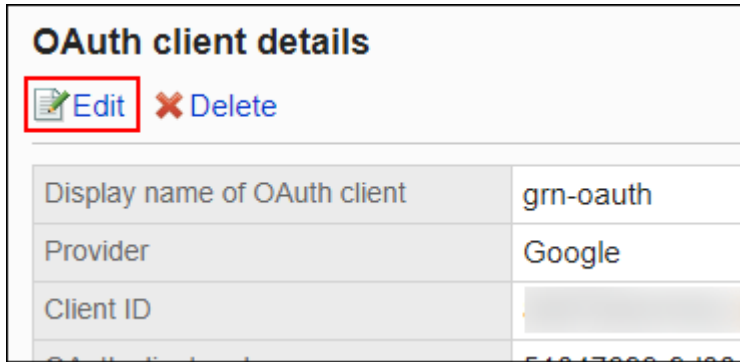 OAuth client details
Edit Delete
Display name of OAuth client grn-oauth
Provider Google
Client ID